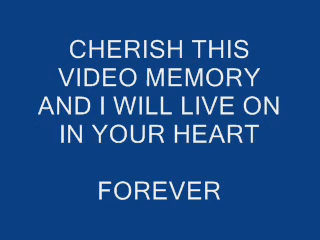 CHERISH THIS
VIDEO MEMORY
AND I WILL LIVE ON
IN YOUR HEART
FOREVER